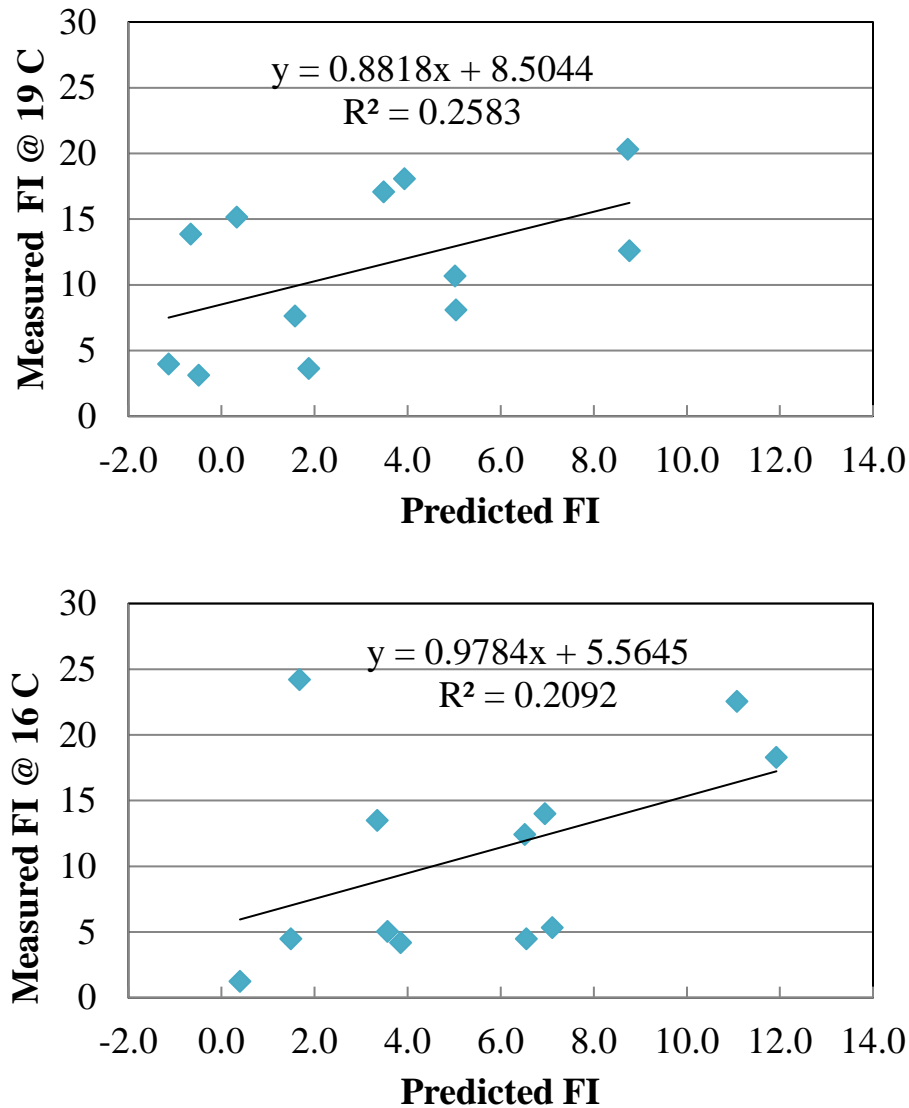 30
25
20
15
10
5
0
Measured FI @ 19 C
y = 0.8818x + 8.5044
R² = 0.2583
-2.0 0.0 2.0 4.0 6.0 8.0 10.0 12.0 14.0
Predicted FI
30
25
20
15
10
5
0
Measured FI @ 16 C
y = 0.9784x + 5.5645
R² = 0.2092
-2.0 0.0 2.0 4.0 6.0 8.0 10.0 12.0 14.0
Predicted FI